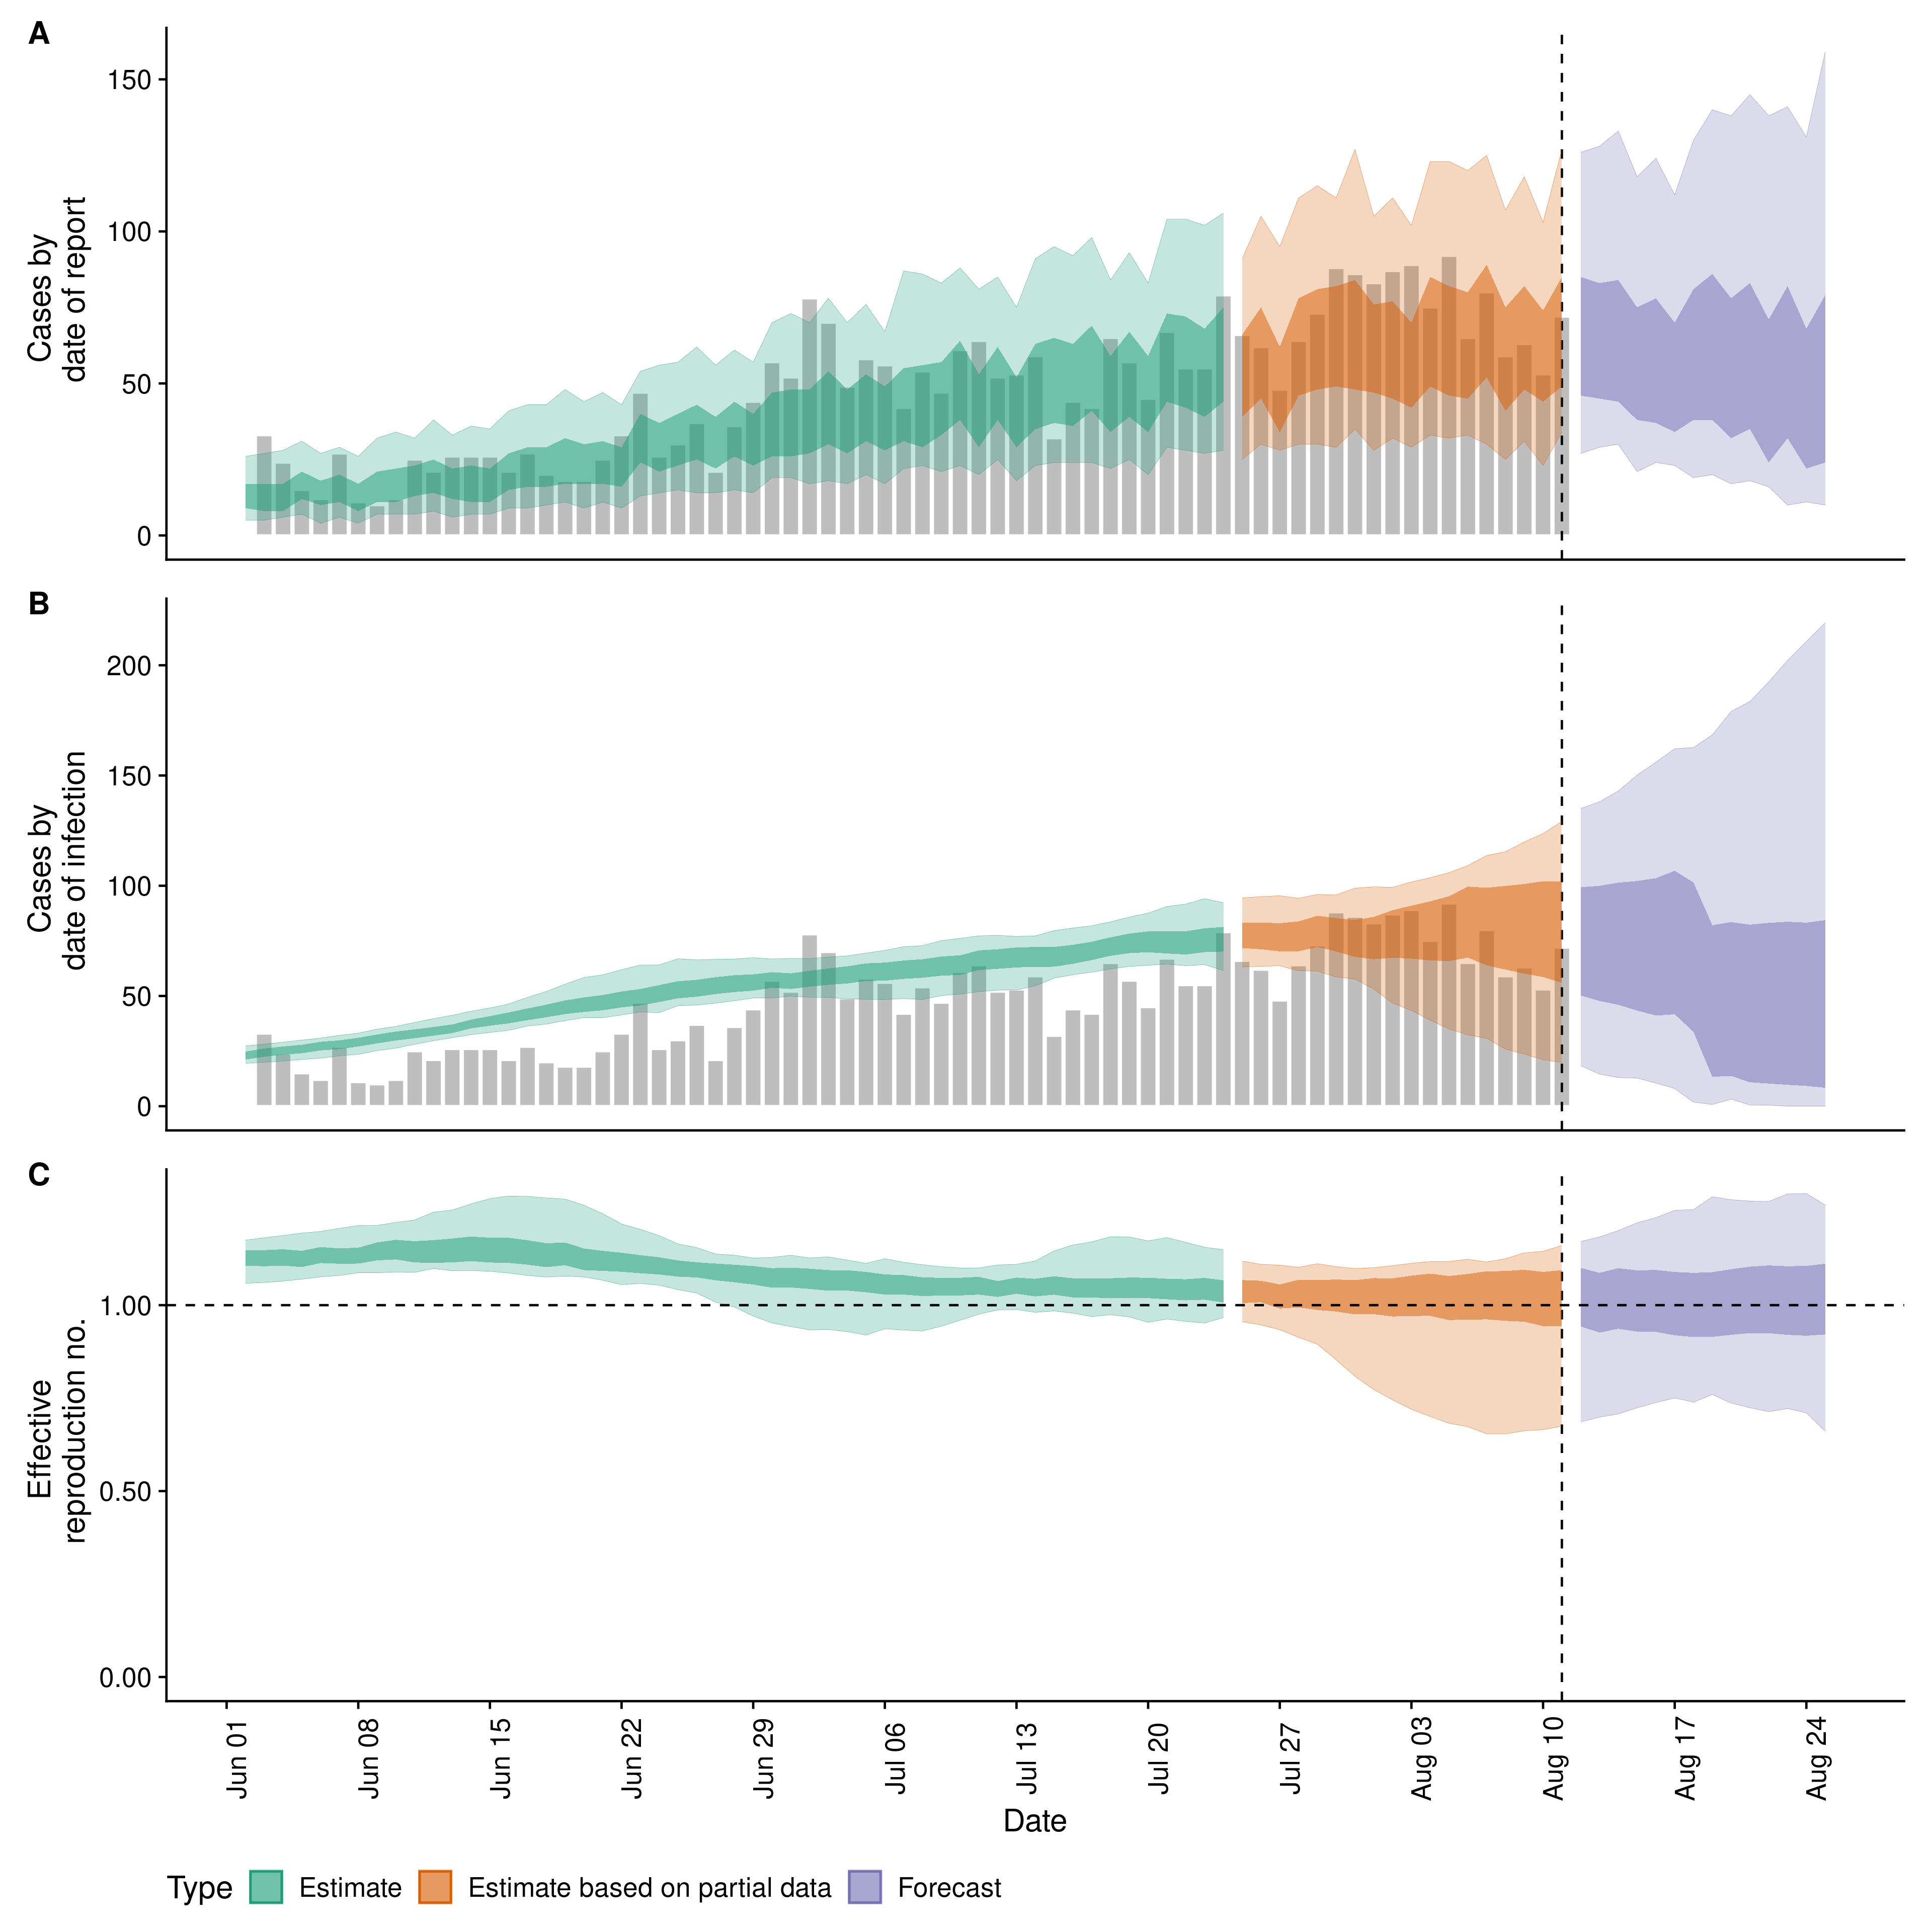 A
150
100
50
0
Cases by
date of report
B
200
150
100
50
0
Cases by
date of infection
C
1.00
0.50
0.00
Effective
reproduction no.
Jun 01
Jun 08
Jun 15
Jun 22
Jun 29
Jul 06
Jul 13
Jul 20
Jul 27
Aug 03
Aug 10
Aug 17
Aug 24
Date
Type Estimate Estimate based on partial data Forecast